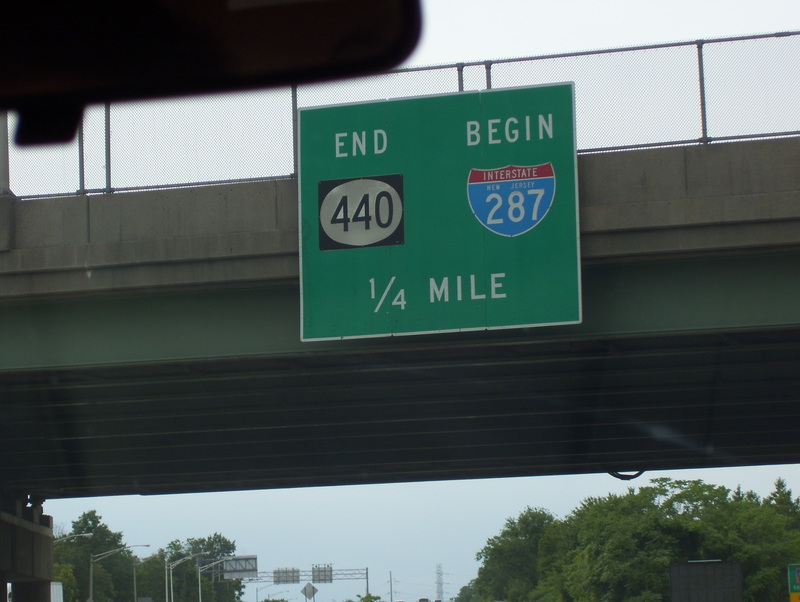 END BEGIN
440
INTERSTATE
NEW JERSEY
287
1/4 MILE